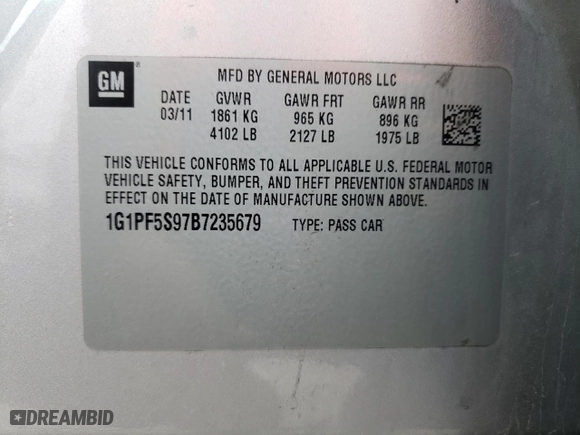 GM
MFD BY GENERAL MOTORS LLC
DATE GVWR GAWR FRT GAWR RR
03/11 1861 KG 965 KG 896 KG
4102 LB 2127 LB 1975 LB
THIS VEHICLE CONFORMS TO ALL APPLICABLE U.S. FEDERAL MOTOR
VEHICLE SAFETY, BUMPER, AND THEFT PREVENTION STANDARDS IN
EFFECT ON THE DATE OF MANUFACTURE SHOWN ABOVE.
1G1PF5S97B7235679 TYPE: PASS CAR
DREAMBID